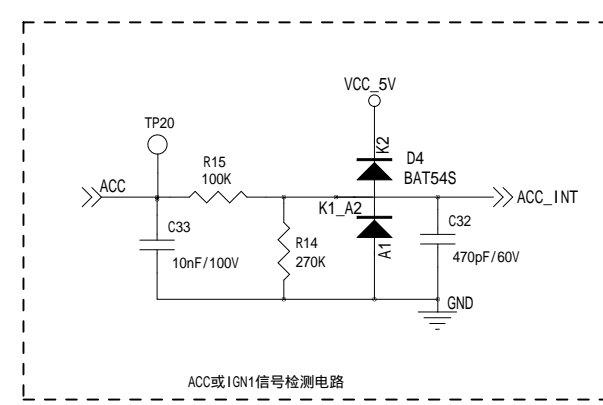 VCC_5V
TP20
K2
D4
R15
BAT54S
100K
ACC
ACC_INT
K1_A2
C33
R14
A1
C32
10nF/100V
270K
470pF/60V
GND
ACC或IGN1信号检测电路